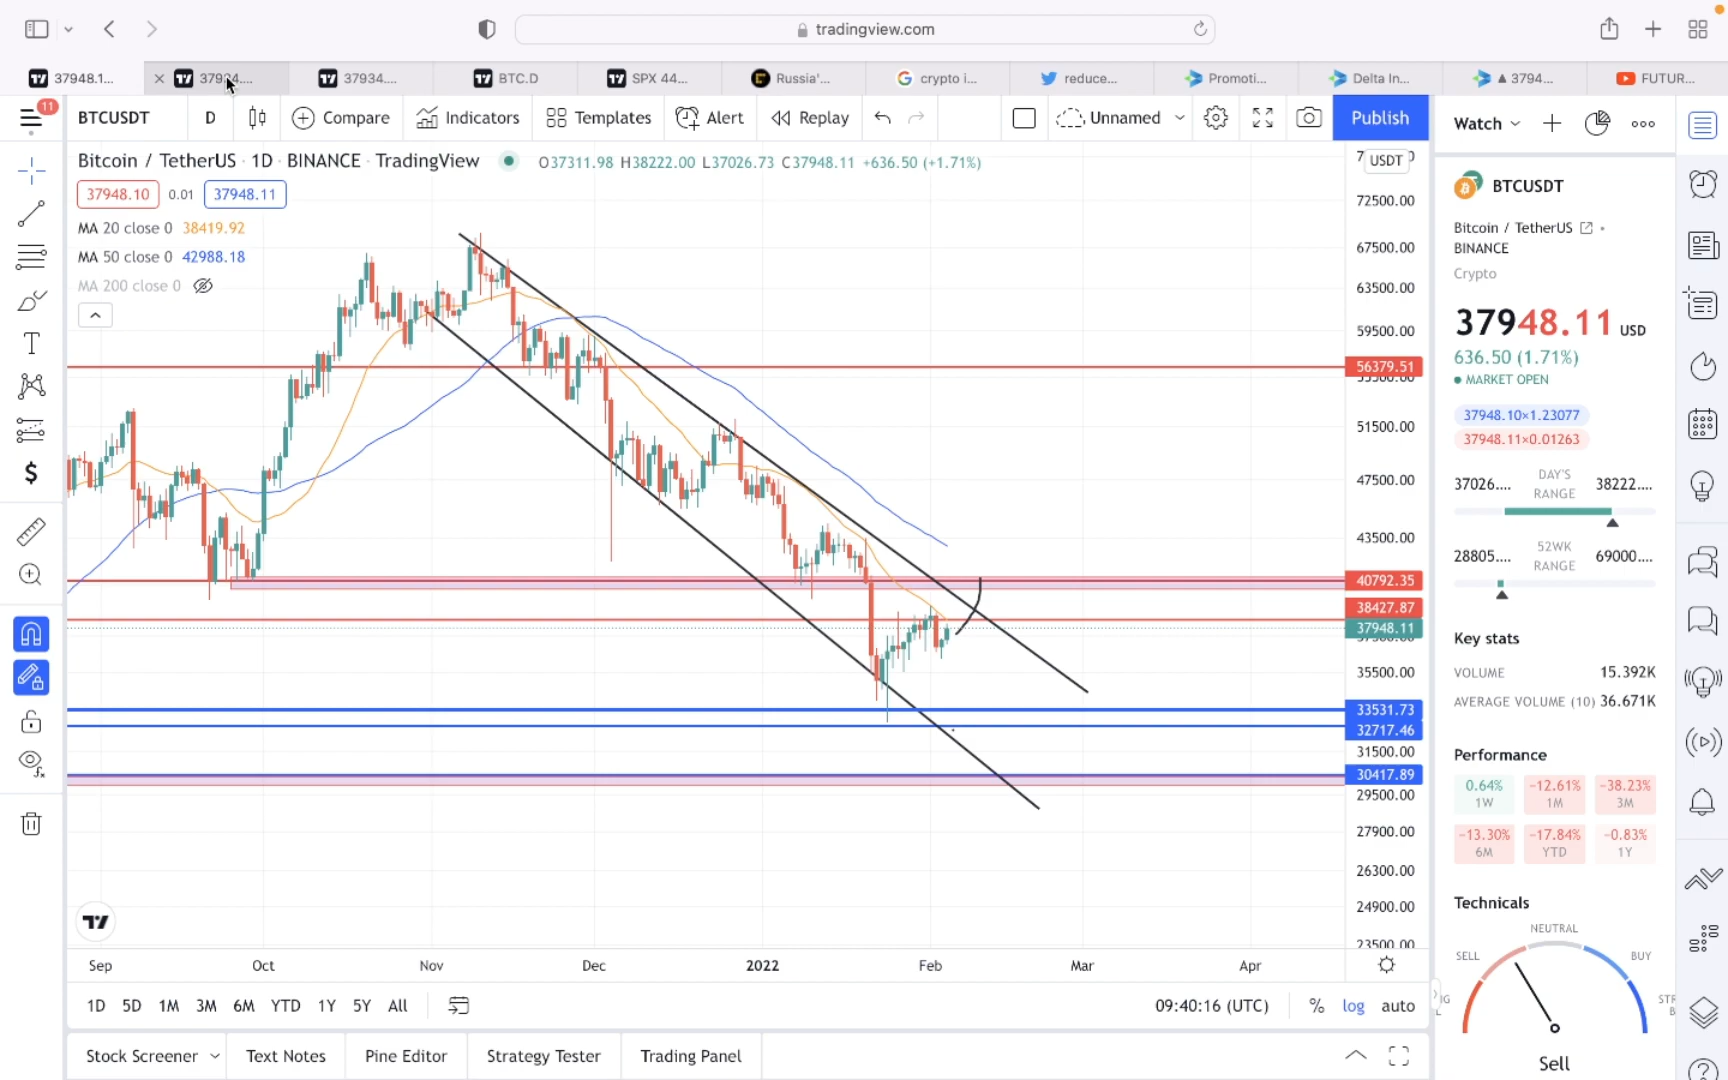 tradingview.com
37948.1...
37934....
BTC.D
SPX 44...
Russia'...
crypto i...
reduce...
Promoti...
Delta In...
▲ 3794...
FUTUR...
11
BTCUSDT
D
Compare
Indicators
Templates
Alert
Replay
Unnamed
Publish
Watch
Bitcoin / TetherUS · 1D · BINANCE · TradingView
O37311.98 H38222.00 L37026.73 C37948.11 +636.50 (+1.71%)
37948.10 0.01 37948.11
MA 20 close 0 38419.92
MA 50 close 0 42988.18
MA 200 close 0
USDT
72500.00
67500.00
63500.00
59500.00
56379.51
51500.00
47500.00
43500.00
40792.35
38427.87
37948.11
35500.00
33531.73
32717.46
31500.00
30417.89
29500.00
27900.00
26300.00
24900.00
23500.00
Sep
Oct
Nov
Dec
2022
Feb
Mar
Apr
1D
5D
1M
3M
6M
YTD
1Y
5Y
All
09:40:16 (UTC)
%
log
auto
Stock Screener
Text Notes
Pine Editor
Strategy Tester
Trading Panel
BTCUSDT
Bitcoin / TetherUS
BINANCE
Crypto
37948.11 USD
636.50 (1.71%)
MARKET OPEN
37948.10×1.23077
37948.11×0.01263
37026.... DAY'S RANGE 38222....
28805.... 52WK RANGE 69000....
Key stats
VOLUME 15.392K
AVERAGE VOLUME (10) 36.671K
Performance
0.64% 1W
−12.61% 1M
−38.23% 3M
−13.30% 6M
−17.84% YTD
−0.83% 1Y
Technicals
NEUTRAL
SELL
BUY
Sell